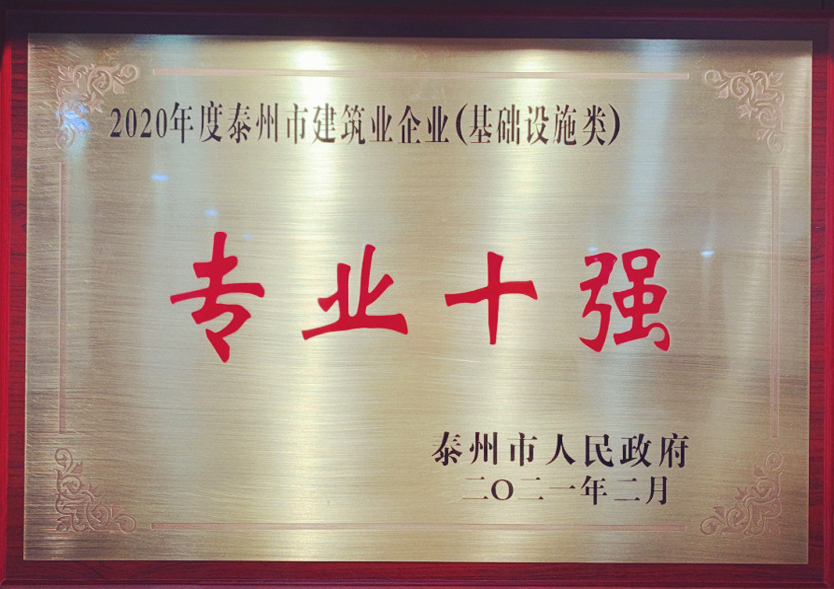 2020年度泰州市建筑业企业(基础设施类)
专业十强
泰州市人民政府
二〇二一年二月